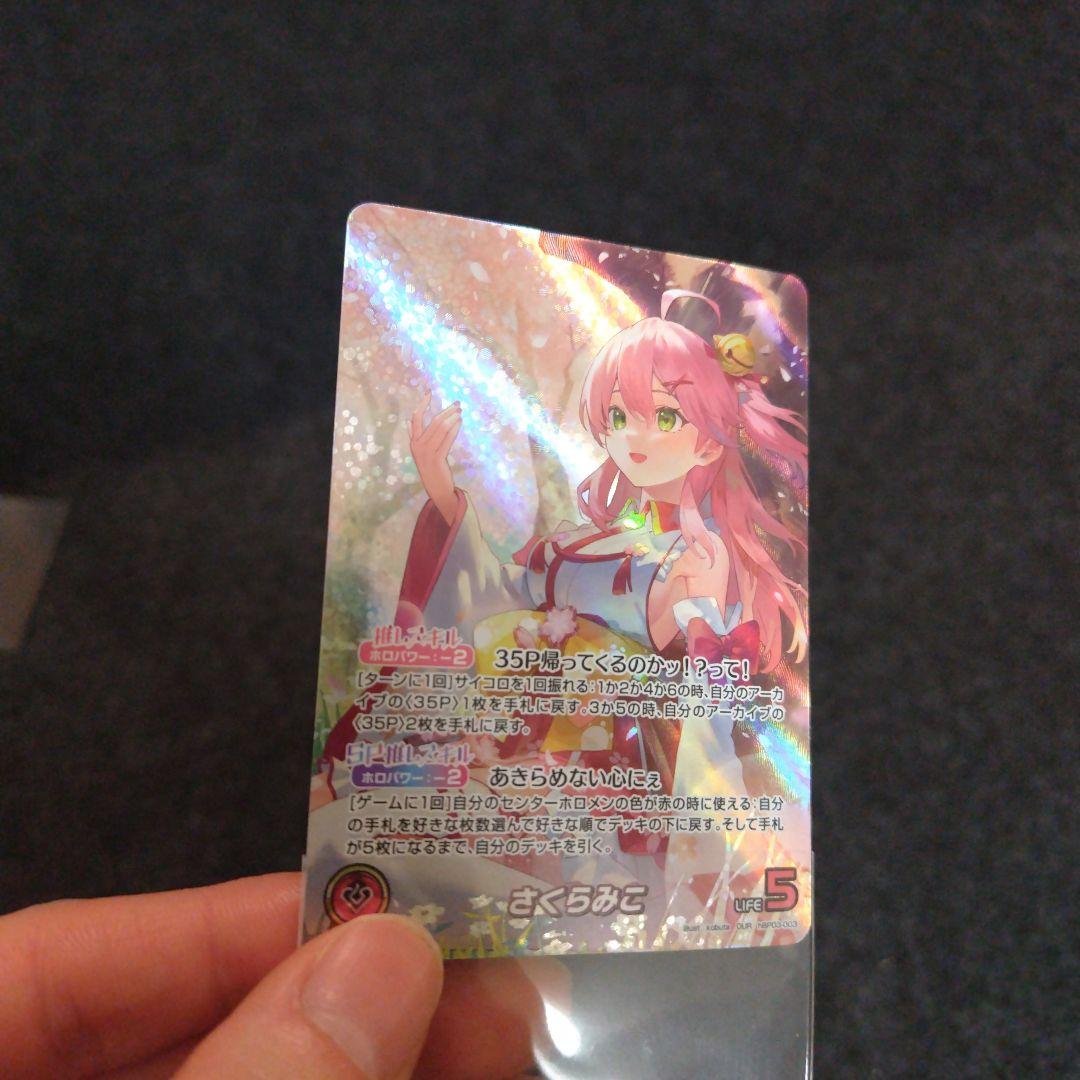 推しスキル
ホロパワー：－2
35P帰ってくるのかッ！？って！
[ターンに1回]サイコロを1回振れる：1か2か4か6の時、自分のアーカ
イブの〈35P〉1枚を手札に戻す。3か5の時、自分のアーカイブの
〈35P〉2枚を手札に戻す。
SP推しスキル
ホロパワー：－2
あきらめない心にぇ
[ゲームに1回]自分のセンターホロメンの色が赤の時に使える：自分
の手札を好きな枚数選んで好きな順でデッキの下に戻す。そして手札
が5枚になるまで、自分のデッキを引く。
さくらみこ
LIFE 5
illust kobuta OUR hBP03-003